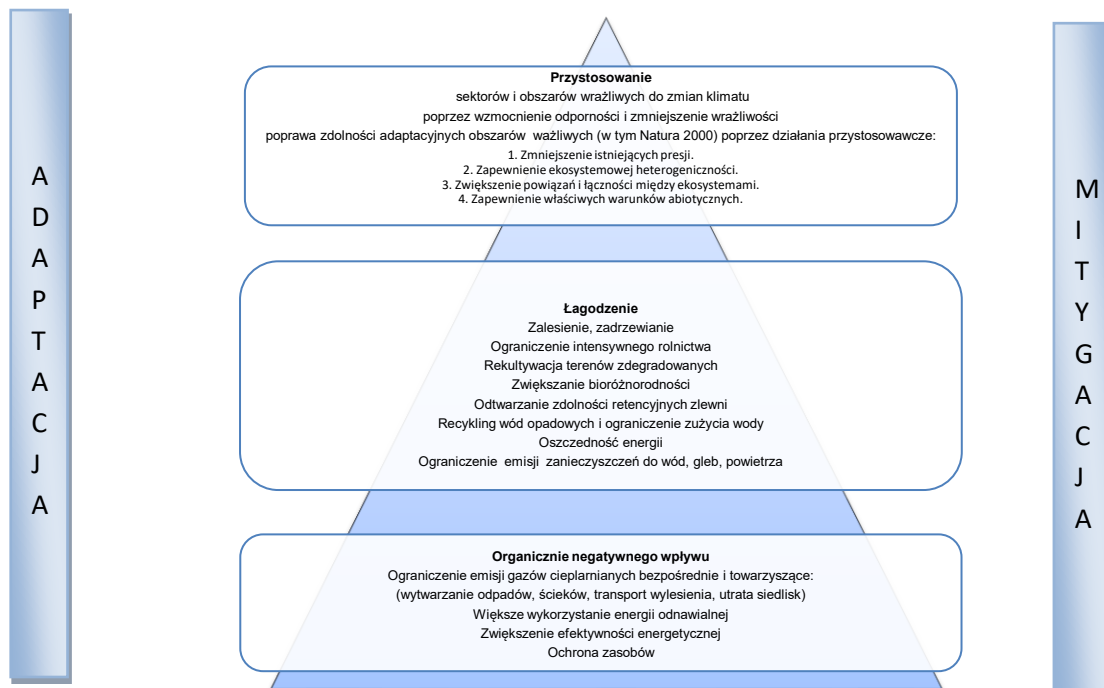 A
D
A
P
T
A
C
J
A
Przystosowanie
sektorów i obszarów wrażliwych do zmian klimatu
poprzez wzmocnienie odporności i zmniejszenie wrażliwości
poprawa zdolności adaptacyjnych obszarów ważliwych (w tym Natura 2000) poprzez działania przystosowawcze:
1. Zmniejszenie istniejących presji.
2. Zapewnienie ekosystemowej heterogeniczności.
3. Zwiększenie powiązań i łączności między ekosystemami.
4. Zapewnienie właściwych warunków abiotycznych.
Łagodzenie
Zalesienie, zadrzewianie
Ograniczenie intensywnego rolnictwa
Rekultywacja terenów zdegradowanych
Zwiększanie bioróżnorodności
Odtwarzanie zdolności retencyjnych zlewni
Recykling wód opadowych i ograniczenie zużycia wody
Oszczedność energii
Ograniczenie emisji zanieczyszczeń do wód, gleb, powietrza
Organicznie negatywnego wpływu
Ograniczenie emisji gazów cieplarnianych bezpośrednie i towarzyszące:
(wytwarzanie odpadów, ścieków, transport wylesienia, utrata siedlisk)
Większe wykorzystanie energii odnawialnej
Zwiększenie efektywności energetycznej
Ochrona zasobów
M
I
T
Y
G
A
C
J
A